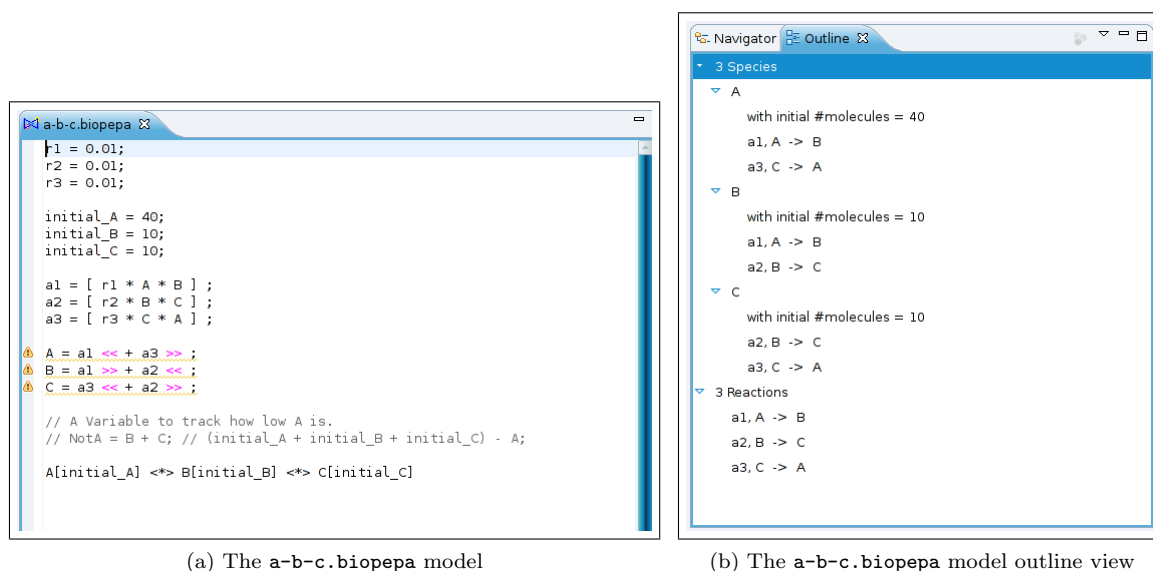 a-b-c.biopepa
r1 = 0.01;
r2 = 0.01;
r3 = 0.01;
initial_A = 40;
initial_B = 10;
initial_C = 10;
a1 = [ r1 * A * B ] ;
a2 = [ r2 * B * C ] ;
a3 = [ r3 * C * A ] ;
A = a1 << + a3 >> ;
B = a1 >> + a2 << ;
C = a3 << + a2 >> ;
// A Variable to track how low A is.
// NotA = B + C; // (initial_A + initial_B + initial_C) - A;
A[initial_A] <*> B[initial_B] <*> C[initial_C]
(a) The a-b-c.biopepa model
Navigator Outline
3 Species
A
with initial #molecules = 40
a1, A -> B
a3, C -> A
B
with initial #molecules = 10
a1, A -> B
a2, B -> C
C
with initial #molecules = 10
a2, B -> C
a3, C -> A
3 Reactions
a1, A -> B
a2, B -> C
a3, C -> A
(b) The a-b-c.biopepa model outline view